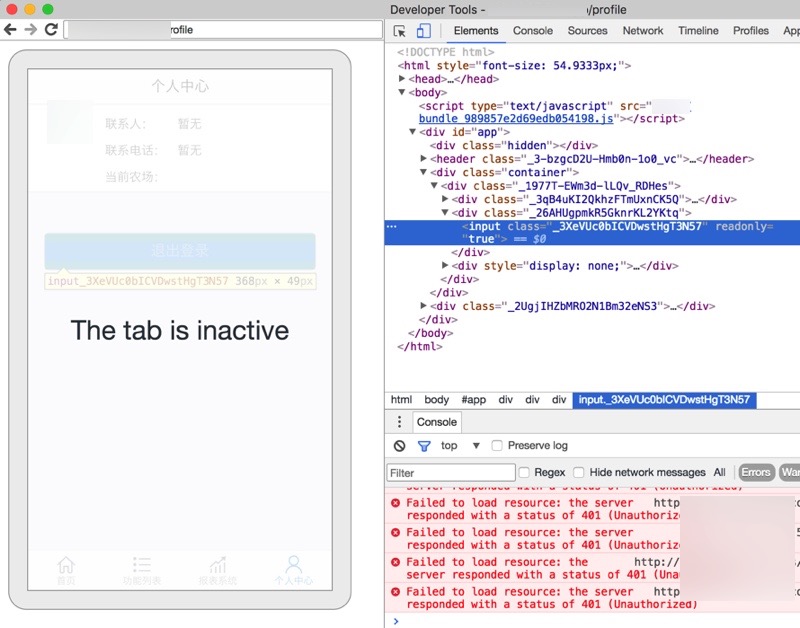 Developer Tools - /profile
rofile
Elements Console Sources Network Timeline Profiles App
个人中心
联系人: 暂无
联系电话: 暂无
当前农场:
退出登录
input_3XeVUc0bICVDwstHgT3N57 368px × 49px
The tab is inactive
首页 功能列表 报表系统 个人中心
<!DOCTYPE html>
<html style="font-size: 54.9333px;">
<head>…</head>
<body>
<script type="text/javascript" src="
bundle_989857e2d69edb054198.js"></script>
<div id="app">
<div class="hidden"></div>
<header class="_3-bzgcD2U-Hmb0n-1o0_vc">…</header>
<div class="container">
<div class="_1977T-EWm3d-lLQv_RDHes">
<div class="_3qB4uKI2QkhzFTmUxnCK5Q">…</div>
<div class="_26AHUgpmkR5GknrKL2YKtq">
<input class="_3XeVUc0bICVDwstHgT3N57" readonly=
"true"> == $0
</div>
<div style="display: none;">…</div>
</div>
</div>
<div class="_2UgjIHZbMRO2N1Bm32eNS3">…</div>
</div>
</body>
</html>
html body #app div div div input._3XeVUc0bICVDwstHgT3N57
Console
top Preserve log
Filter Regex Hide network messages All Errors War
server responded with a status of 401 (Unauthorized)
Failed to load resource: the server http
responded with a status of 401 (Unauthorize
Failed to load resource: the server
responded with a status of 401 (Unauthorize
Failed to load resource: the http://
server responded with a status of 401 (Unau
Failed to load resource: the server http
responded with a status of 401 (Unauthorized)